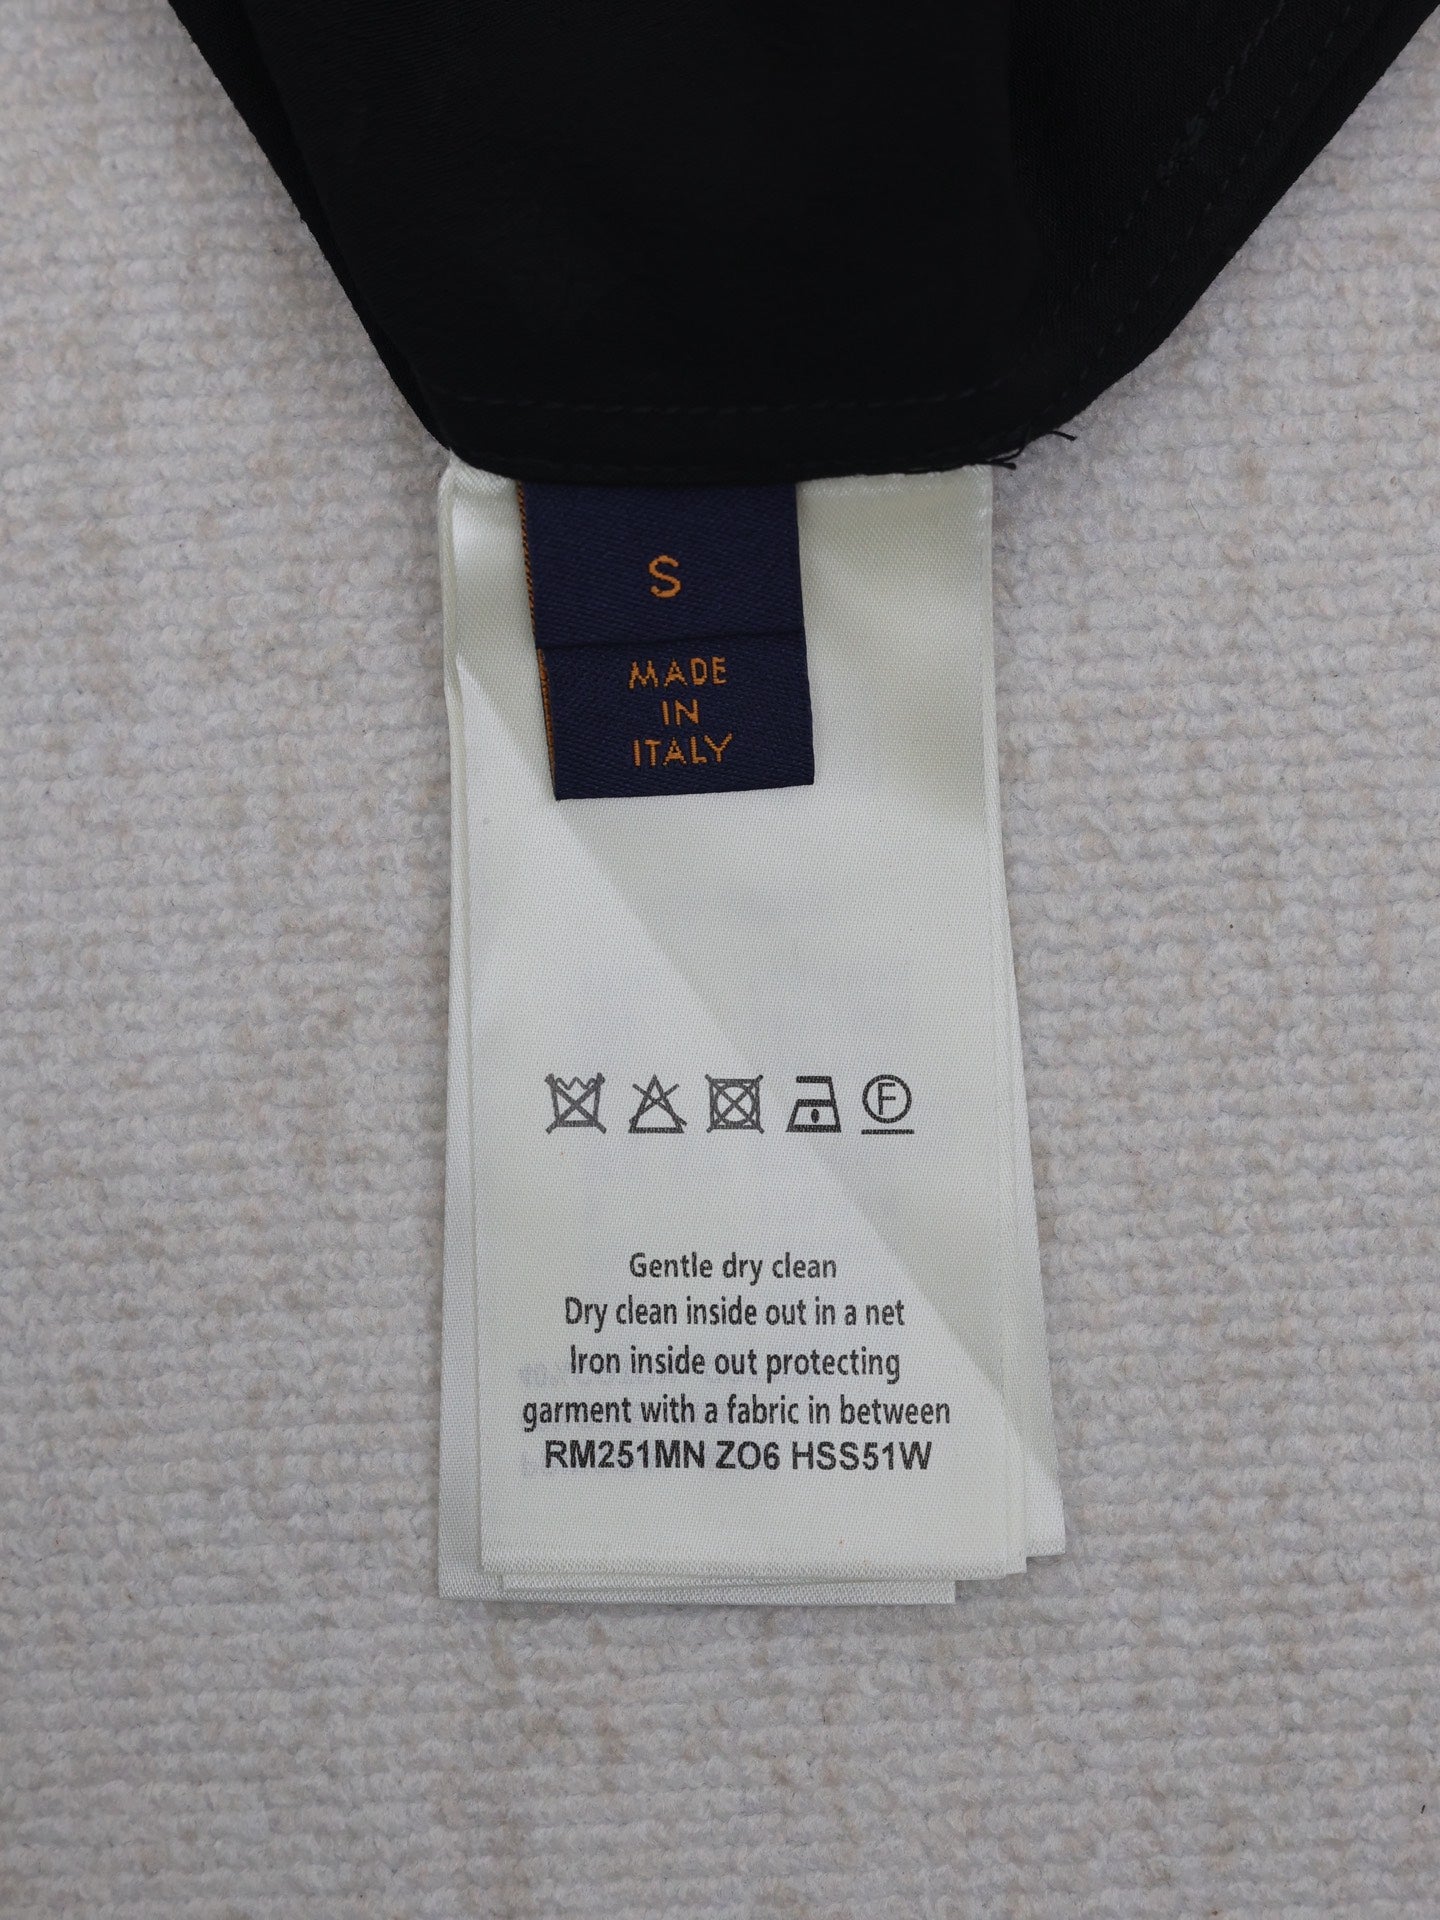 S
MADE
IN
ITALY
F
Gentle dry clean
Dry clean inside out in a net
Iron inside out protecting
garment with a fabric in between
RM251MN ZO6 HSS51W